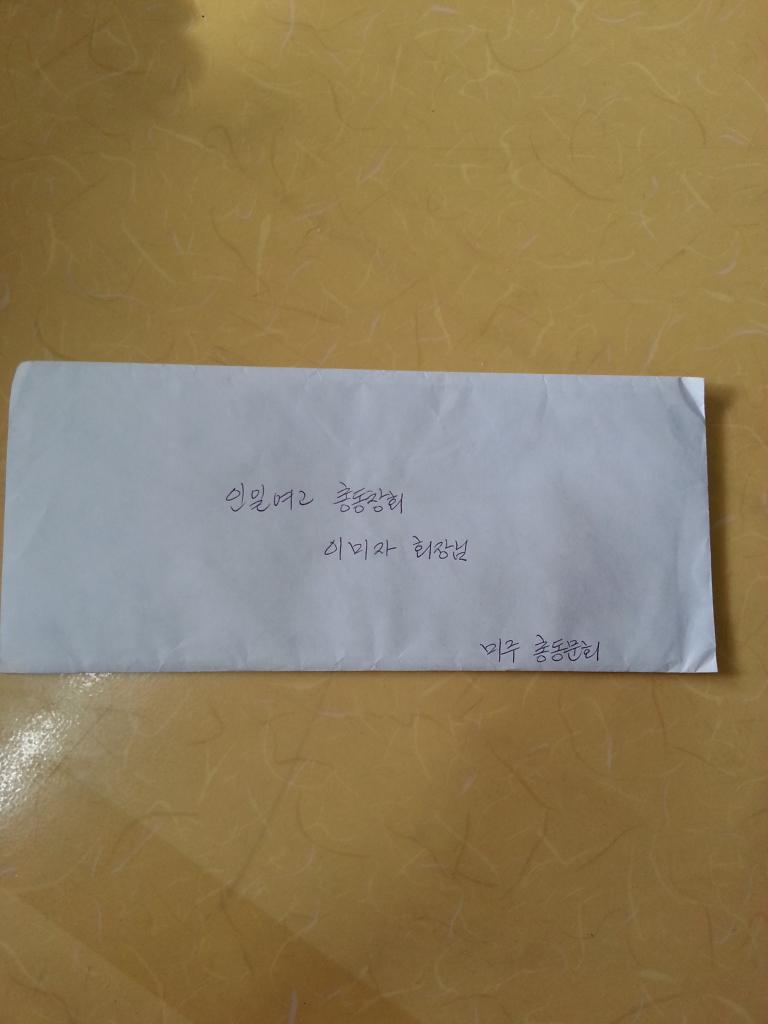 인일여고 총동창회
이미자 회장님
미주 총동문회